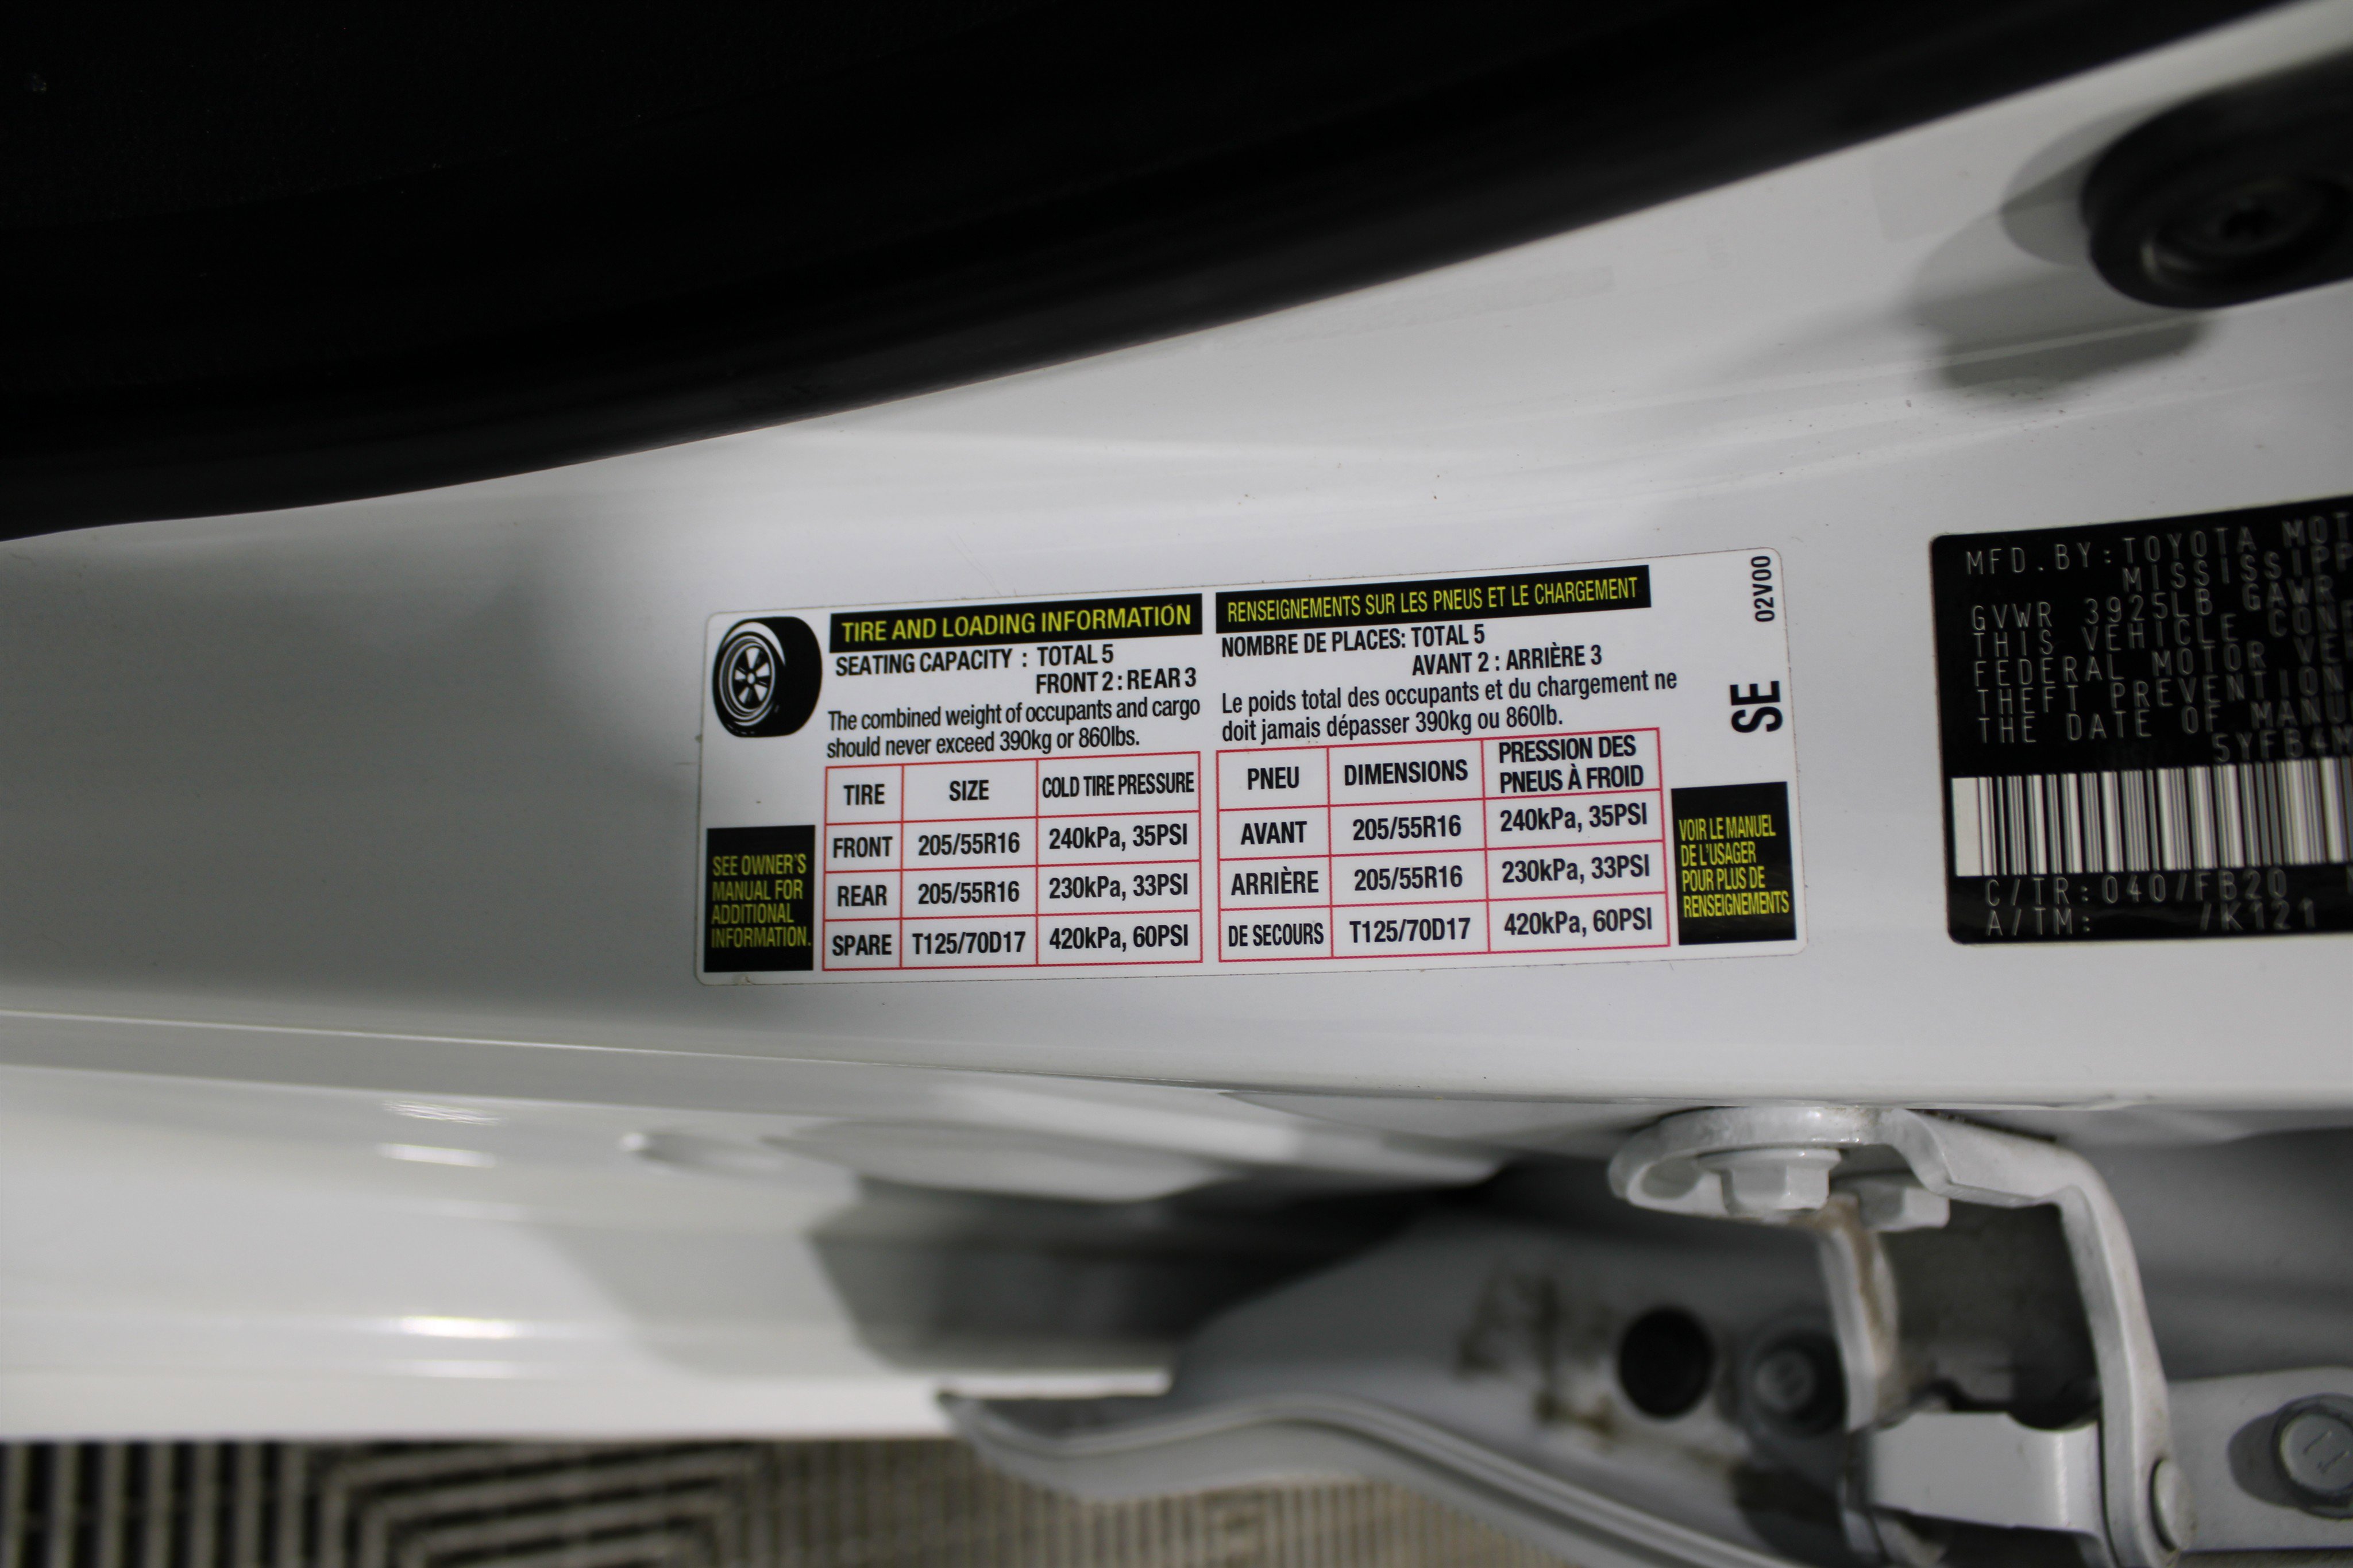 TIRE AND LOADING INFORMATION
SEATING CAPACITY : TOTAL 5
FRONT 2 : REAR 3
The combined weight of occupants and cargo
should never exceed 390kg or 860lbs.
TIRE SIZE COLD TIRE PRESSURE
FRONT 205/55R16 240kPa, 35PSI
REAR 205/55R16 230kPa, 33PSI
SPARE T125/70D17 420kPa, 60PSI
SEE OWNER'S
MANUAL FOR
ADDITIONAL
INFORMATION.
RENSEIGNEMENTS SUR LES PNEUS ET LE CHARGEMENT
NOMBRE DE PLACES: TOTAL 5
AVANT 2 : ARRIÈRE 3
Le poids total des occupants et du chargement ne
doit jamais dépasser 390kg ou 860lb.
PNEU DIMENSIONS PRESSION DES
PNEUS À FROID
AVANT 205/55R16 240kPa, 35PSI
ARRIÈRE 205/55R16 230kPa, 33PSI
DE SECOURS T125/70D17 420kPa, 60PSI
02V00
SE
VOIR LE MANUEL
DE L'USAGER
POUR PLUS DE
RENSEIGNEMENTS
MFD.BY:TOYOTA MOT
MISSISSIPP
GVWR 3925LB GAWR
THIS VEHICLE CONF
FEDERAL MOTOR VEH
THEFT PREVENTION
THE DATE OF MANU
5YFB4M
C/TR:040/FB20
A/TM: /K121